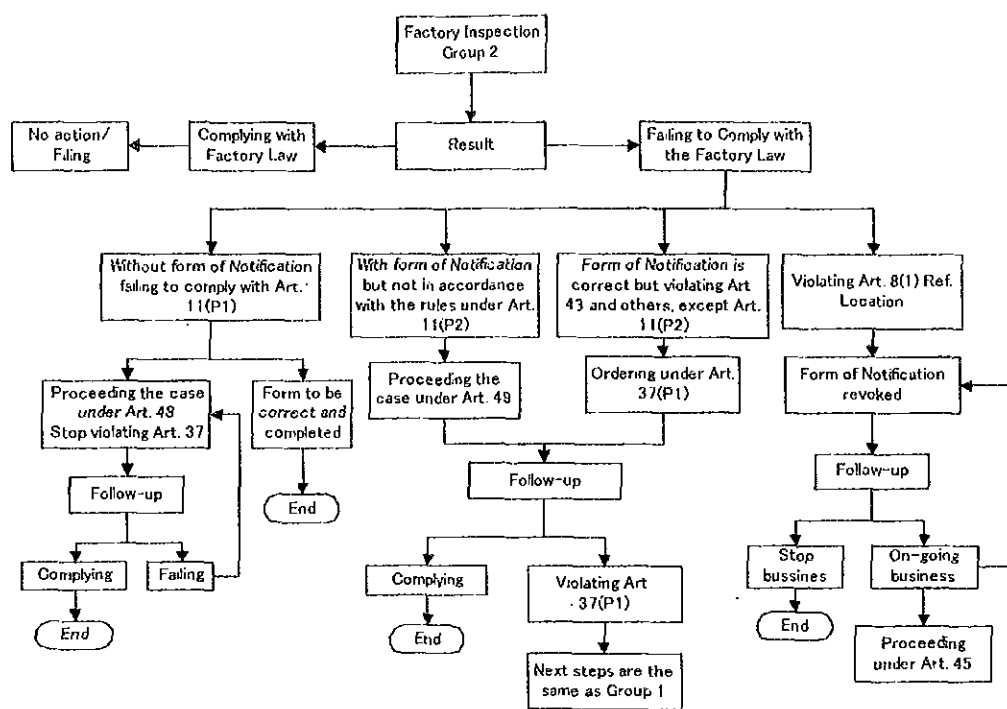 Factory Inspection
Group 2
No action/
Filing
Complying with
Factory Law
Result
Failing to Comply with
the Factory Law
Without form of Notification
failing to comply with Art.
11(P1)
With form of Notification
but not in accordance
with the rules under Art.
11(P2)
Form of Notification is
correct but violating Art
43 and others, except Art.
11(P2)
Violating Art. 8(1) Ref.
Location
Proceeding the case
under Art. 48
Stop violating Art. 37
Form to be
correct and
completed
Proceeding the
case under Art. 49
Ordering under Art.
37(P1)
Form of Notification
revoked
Follow-up
End
Follow-up
Follow-up
Complying
Failing
Complying
Violating Art
37(P1)
Stop
bussines
On-going
business
End
End
Next steps are the
same as Group 1
End
Proceeding
under Art. 45